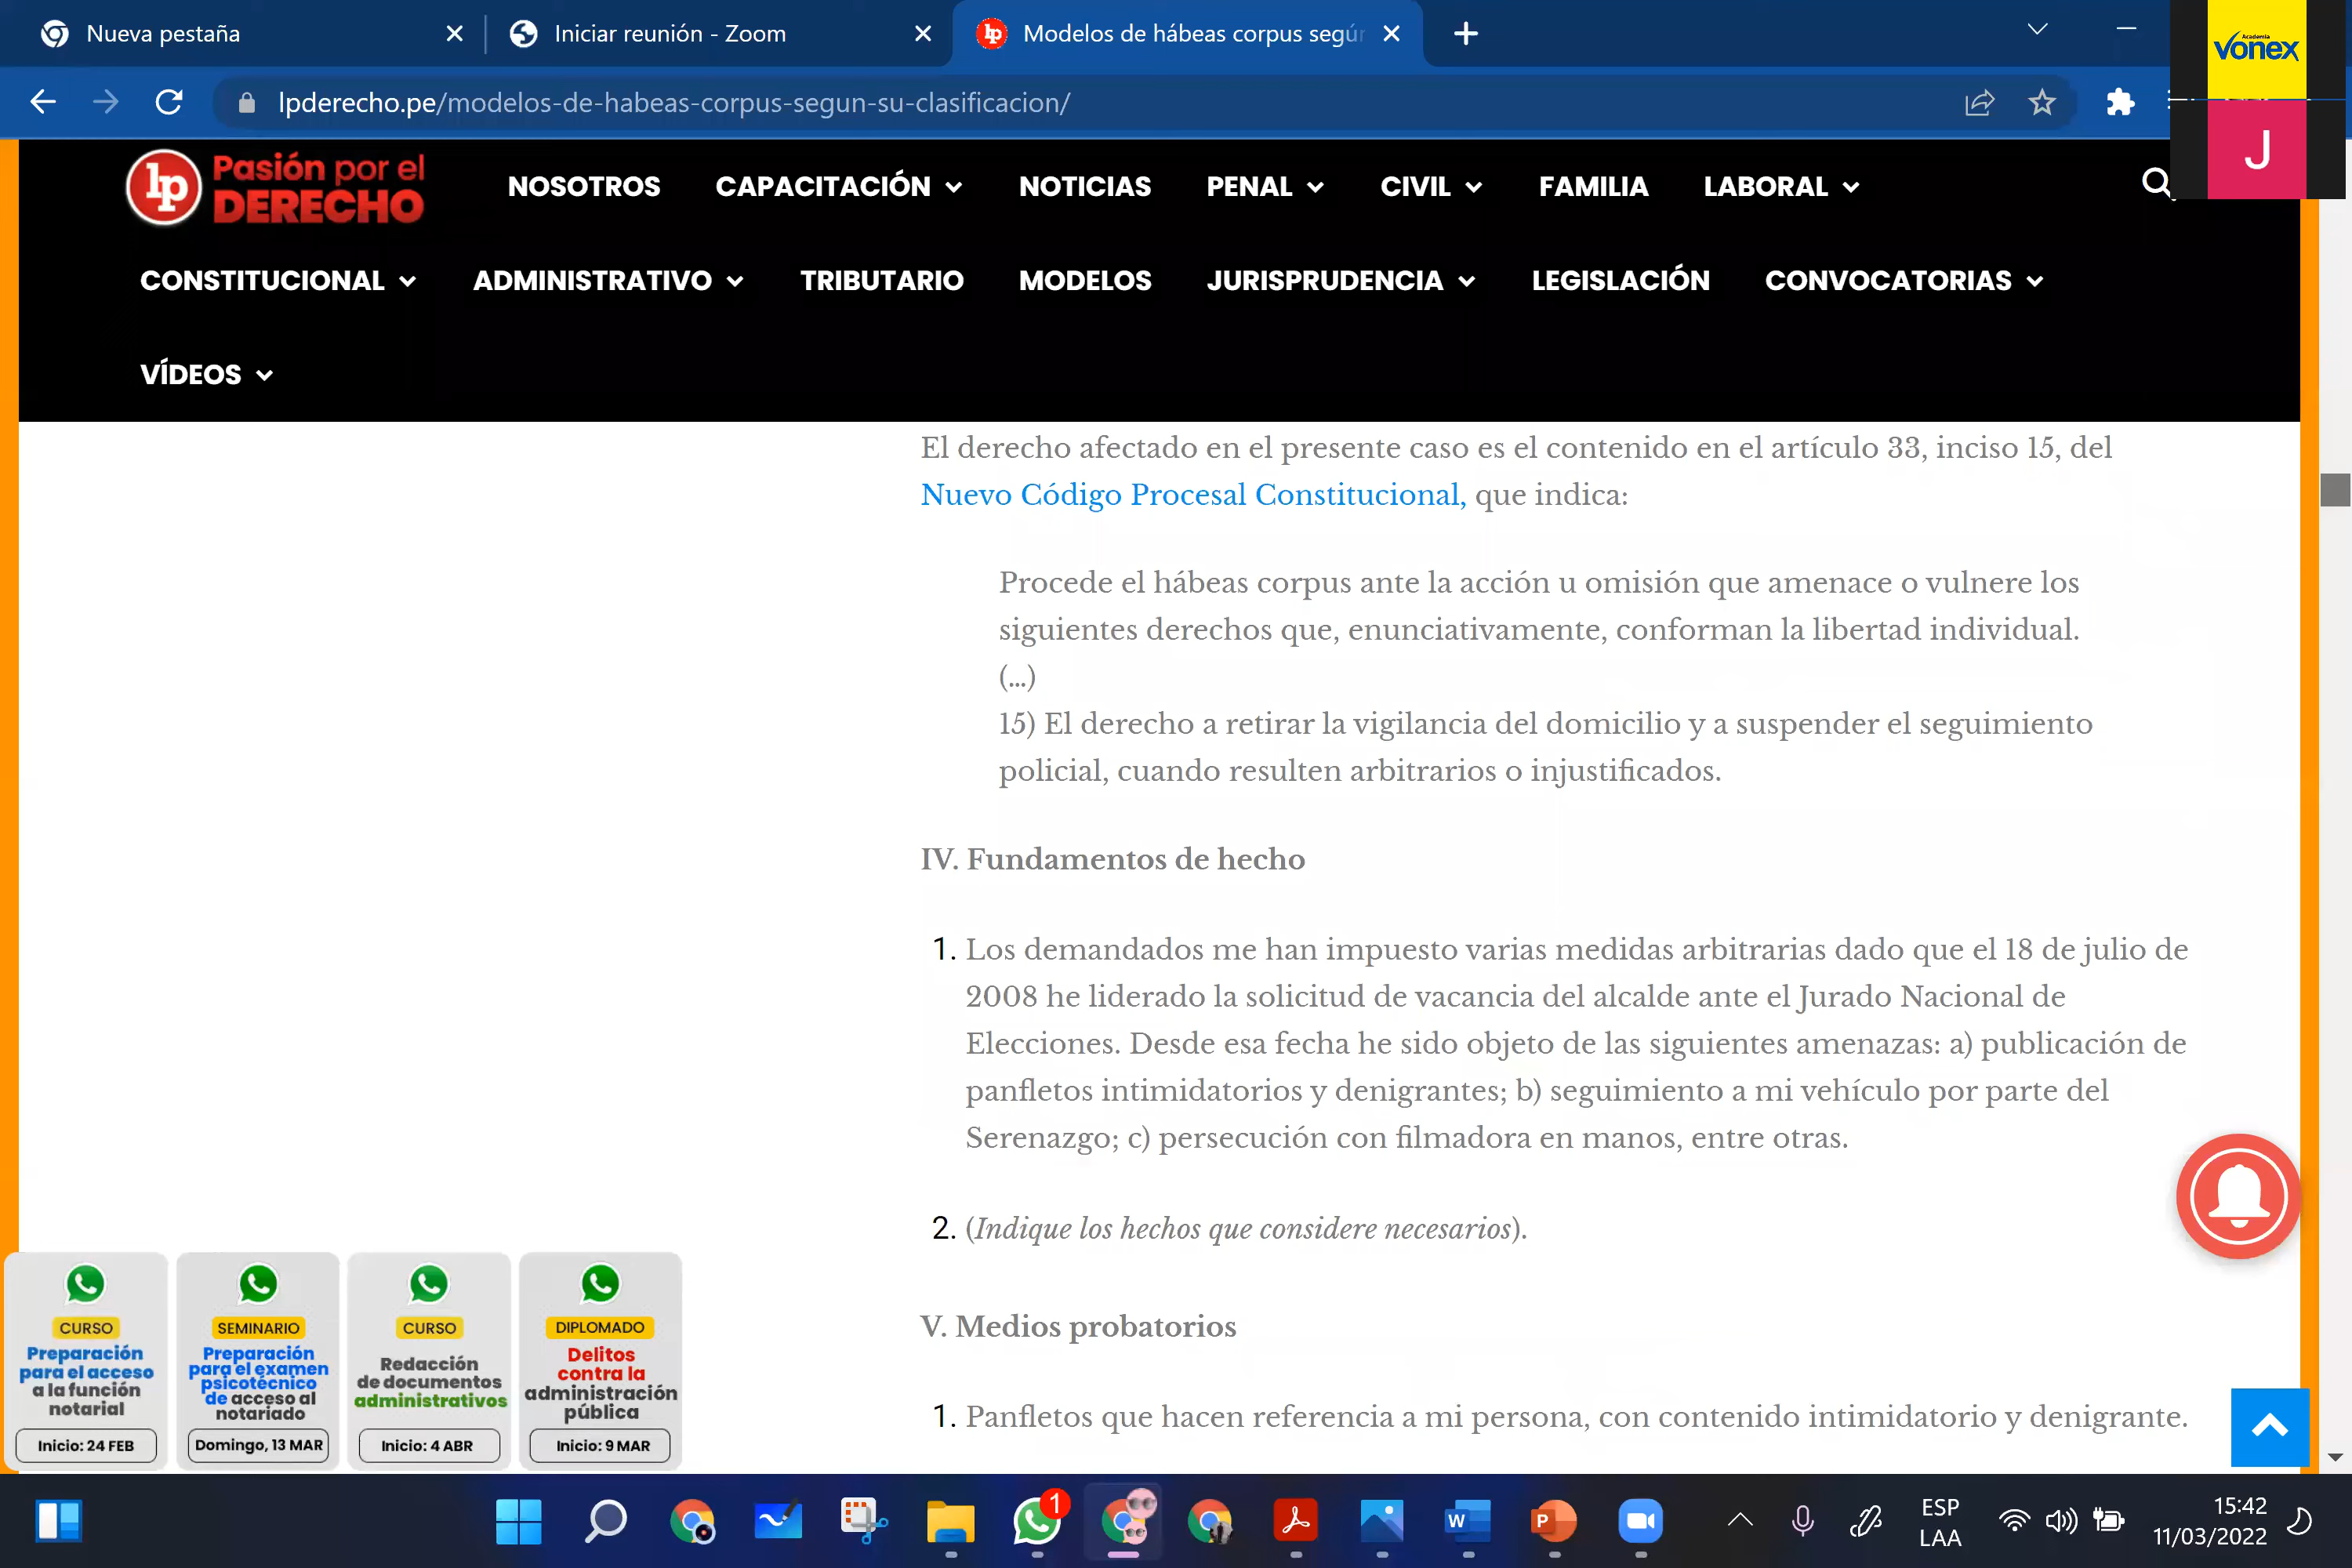 Nueva pestaña
Iniciar reunión - Zoom
Modelos de hábeas corpus segúr
lpderecho.pe/modelos-de-habeas-corpus-segun-su-clasificacion/
Academia
Vonex
J
lp Pasión por el
DERECHO
NOSOTROS CAPACITACIÓN NOTICIAS PENAL CIVIL FAMILIA LABORAL
CONSTITUCIONAL ADMINISTRATIVO TRIBUTARIO MODELOS JURISPRUDENCIA LEGISLACIÓN CONVOCATORIAS
VÍDEOS
El derecho afectado en el presente caso es el contenido en el artículo 33, inciso 15, del
Nuevo Código Procesal Constitucional, que indica:
Procede el hábeas corpus ante la acción u omisión que amenace o vulnere los
siguientes derechos que, enunciativamente, conforman la libertad individual.
(...)
15) El derecho a retirar la vigilancia del domicilio y a suspender el seguimiento
policial, cuando resulten arbitrarios o injustificados.
IV. Fundamentos de hecho
1. Los demandados me han impuesto varias medidas arbitrarias dado que el 18 de julio de
2008 he liderado la solicitud de vacancia del alcalde ante el Jurado Nacional de
Elecciones. Desde esa fecha he sido objeto de las siguientes amenazas: a) publicación de
panfletos intimidatorios y denigrantes; b) seguimiento a mi vehículo por parte del
Serenazgo; c) persecución con filmadora en manos, entre otras.
2. (Indique los hechos que considere necesarios).
V. Medios probatorios
1. Panfletos que hacen referencia a mi persona, con contenido intimidatorio y denigrante.
CURSO
Preparación
para el acceso
a la función
notarial
Inicio: 24 FEB
SEMINARIO
Preparación
para el examen
psicotécnico
de acceso al
notariado
Domingo, 13 MAR
CURSO
Redacción
de documentos
administrativos
Inicio: 4 ABR
DIPLOMADO
Delitos
contra la
administración
pública
Inicio: 9 MAR
1
W
P
ESP
LAA
15:42
11/03/2022